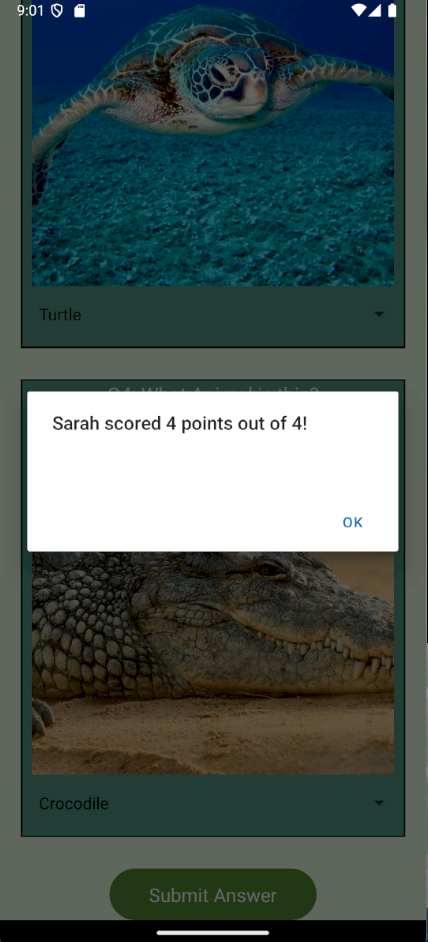 9:01
Turtle
Q4. What Animal is this?
Sarah scored 4 points out of 4!
OK
Crocodile
Submit Answer